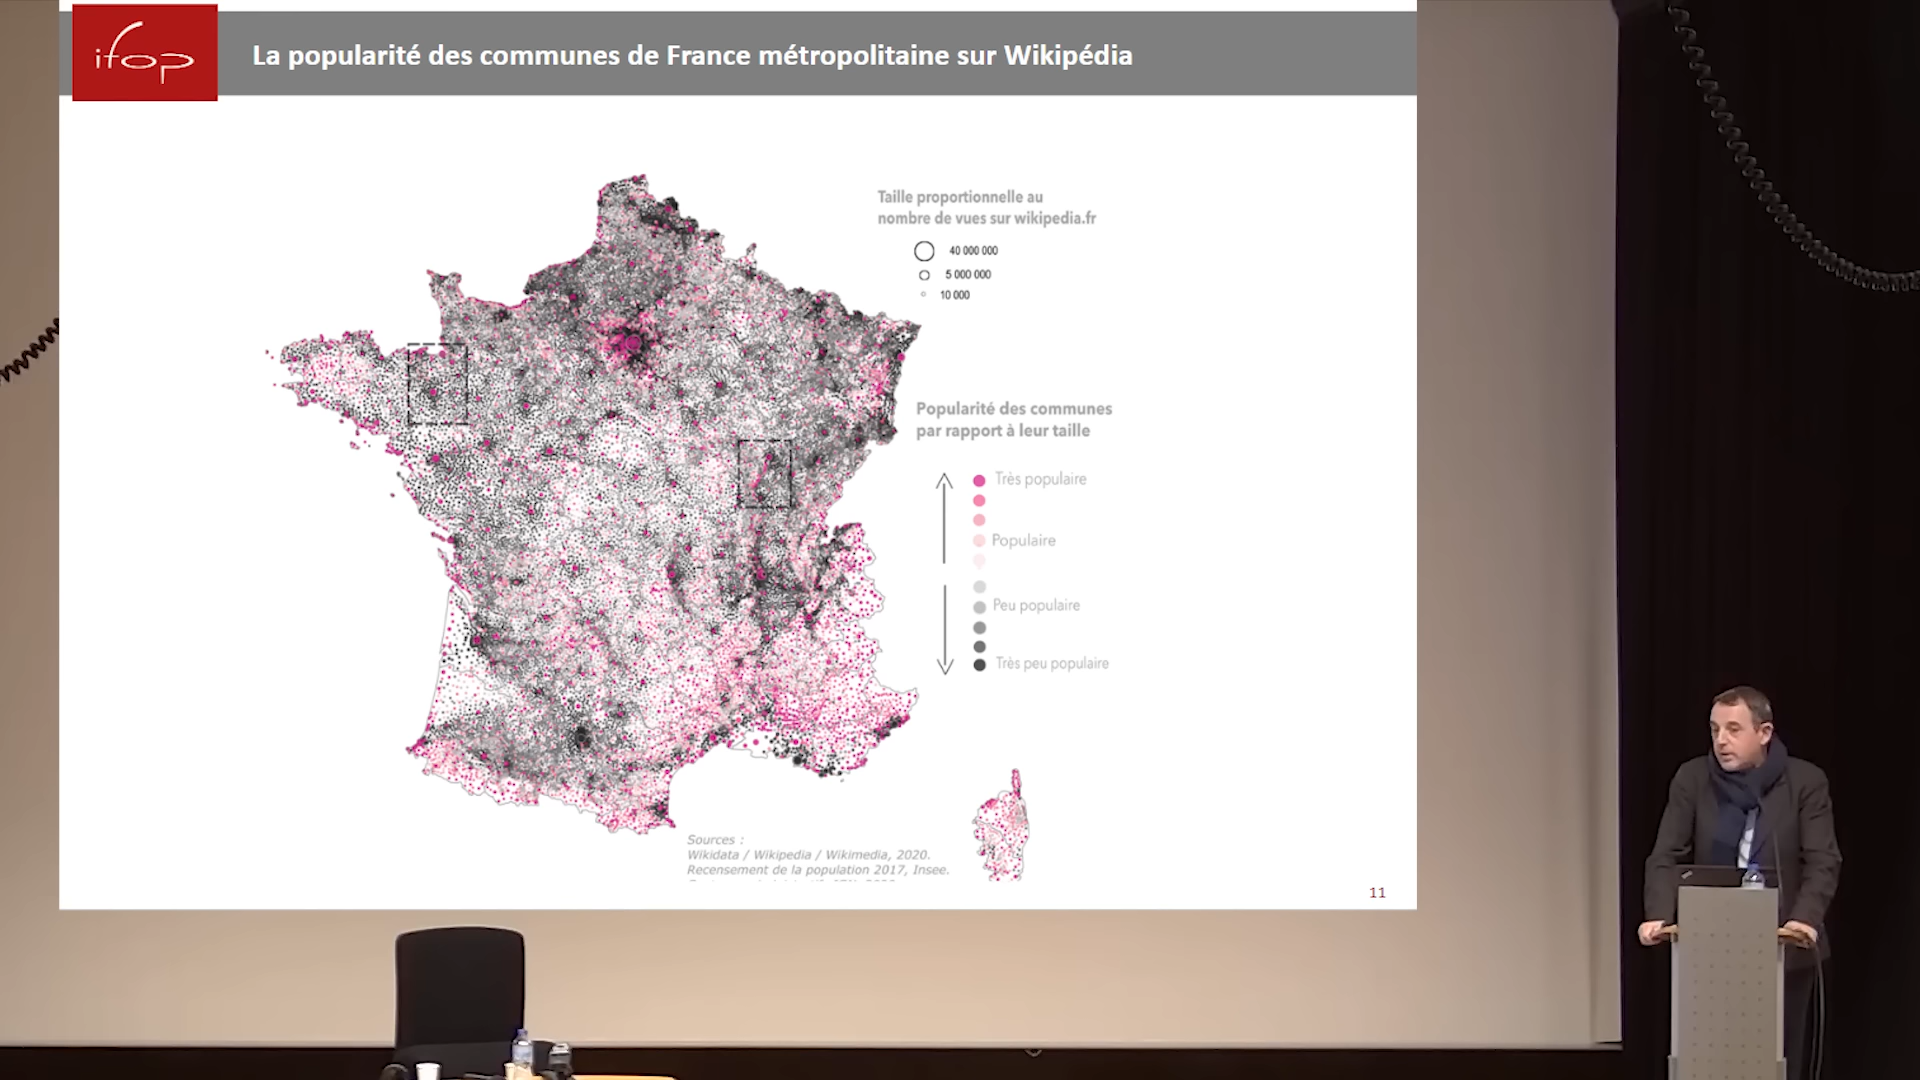 ifop
La popularité des communes de France métropolitaine sur Wikipédia
Taille proportionnelle au
nombre de vues sur wikipedia.fr
40 000 000
5 000 000
10 000
Popularité des communes
par rapport à leur taille
Très populaire
Populaire
Peu populaire
Très peu populaire
Sources :
Wikidata / Wikipedia / Wikimedia, 2020.
Recensement de la population 2017, Insee.
11